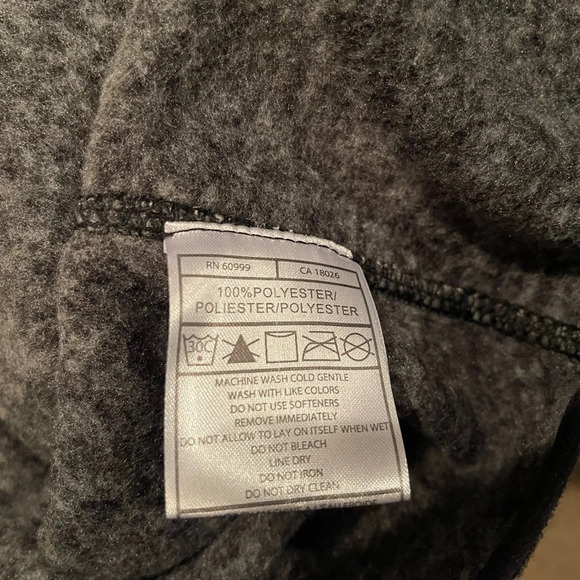 RN 60999 CA 18026
100%POLYESTER/
POLIESTER/POLYESTER
30C
MACHINE WASH COLD GENTLE
WASH WITH LIKE COLORS
DO NOT USE SOFTENERS
REMOVE IMMEDIATELY
DO NOT ALLOW TO LAY ON ITSELF WHEN WET
DO NOT BLEACH
LINE DRY
DO NOT IRON
DO NOT DRY CLEAN